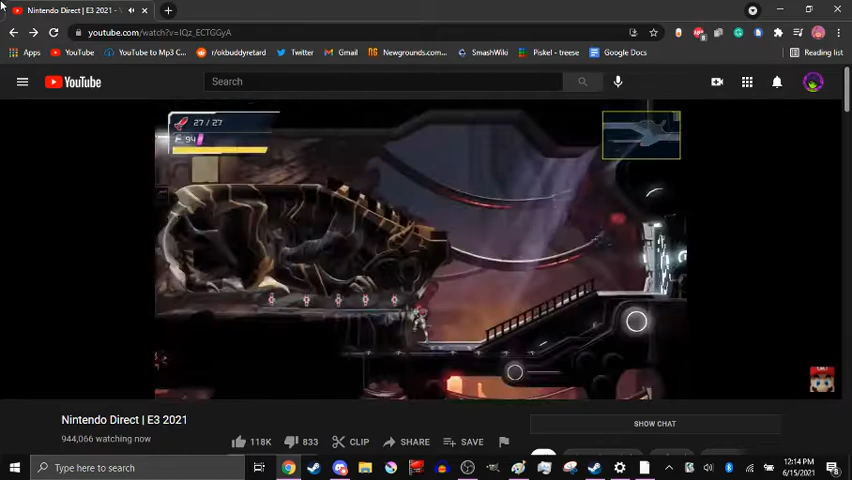 Nintendo Direct | E3 2021 -
youtube.com/watch?v=IQz_ECTGGyA
Apps
YouTube
YouTube to Mp3 C...
r/okbuddyretard
Twitter
Gmail
Newgrounds.com...
SmashWiki
Piskel - treese
Google Docs
Reading list
YouTube
Search
27 / 27
94
Nintendo Direct | E3 2021
944,066 watching now
118K
833
CLIP
SHARE
SAVE
SHOW CHAT
Type here to search
12:14 PM
6/15/2021